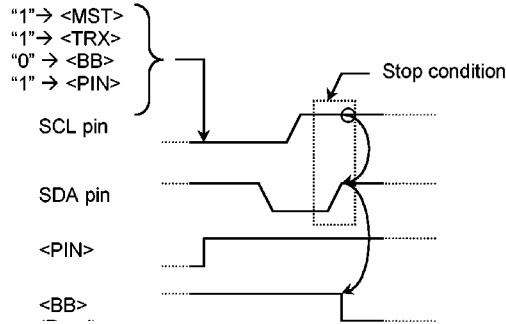 "1"→ <MST>
"1"→ <TRX>
"0" → <BB>
"1" → <PIN>
Stop condition
SCL pin
SDA pin
<PIN>
<BB>